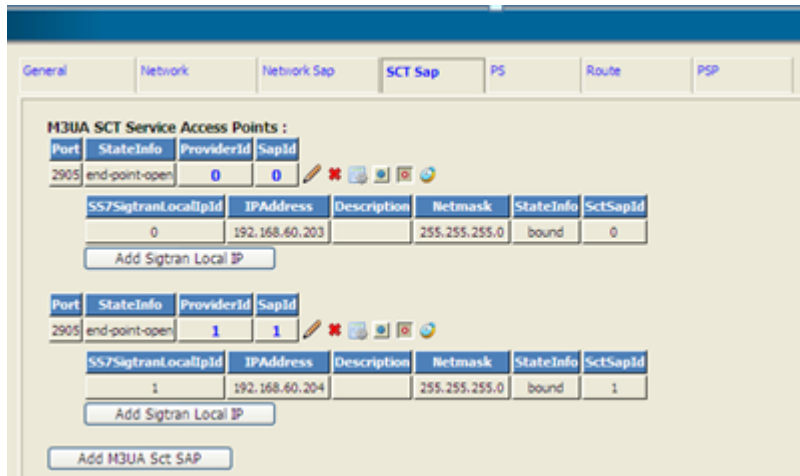 General Network Network Sap SCT Sap PS Route PSP
M3UA SCT Service Access Points :
Port StateInfo ProviderId SapId
2905 end-point-open 0 0
SS7SigtranLocalIpId IPAddress Description Netmask StateInfo SctSapId
0 192.168.60.203 255.255.255.0 bound 0
Add Sigtran Local IP
Port StateInfo ProviderId SapId
2905 end-point-open 1 1
SS7SigtranLocalIpId IPAddress Description Netmask StateInfo SctSapId
1 192.168.60.204 255.255.255.0 bound 1
Add Sigtran Local IP
Add M3UA Sct SAP